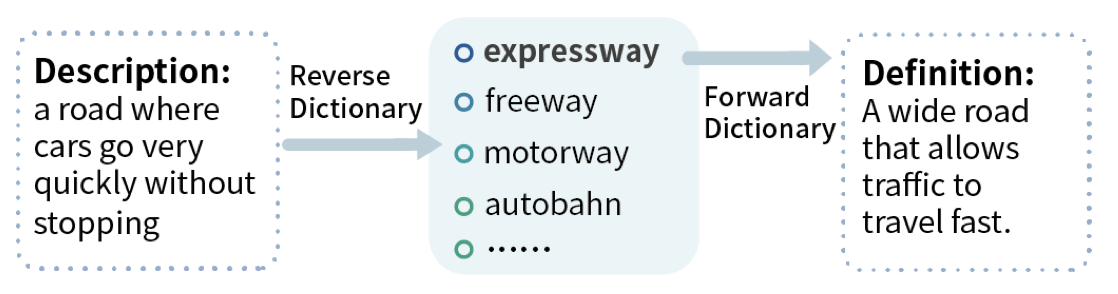 Description:
a road where
cars go very
quickly without
stopping
Reverse
Dictionary
expressway
freeway
motorway
autobahn
......
Forward
Dictionary
Definition:
A wide road
that allows
traffic to
travel fast.